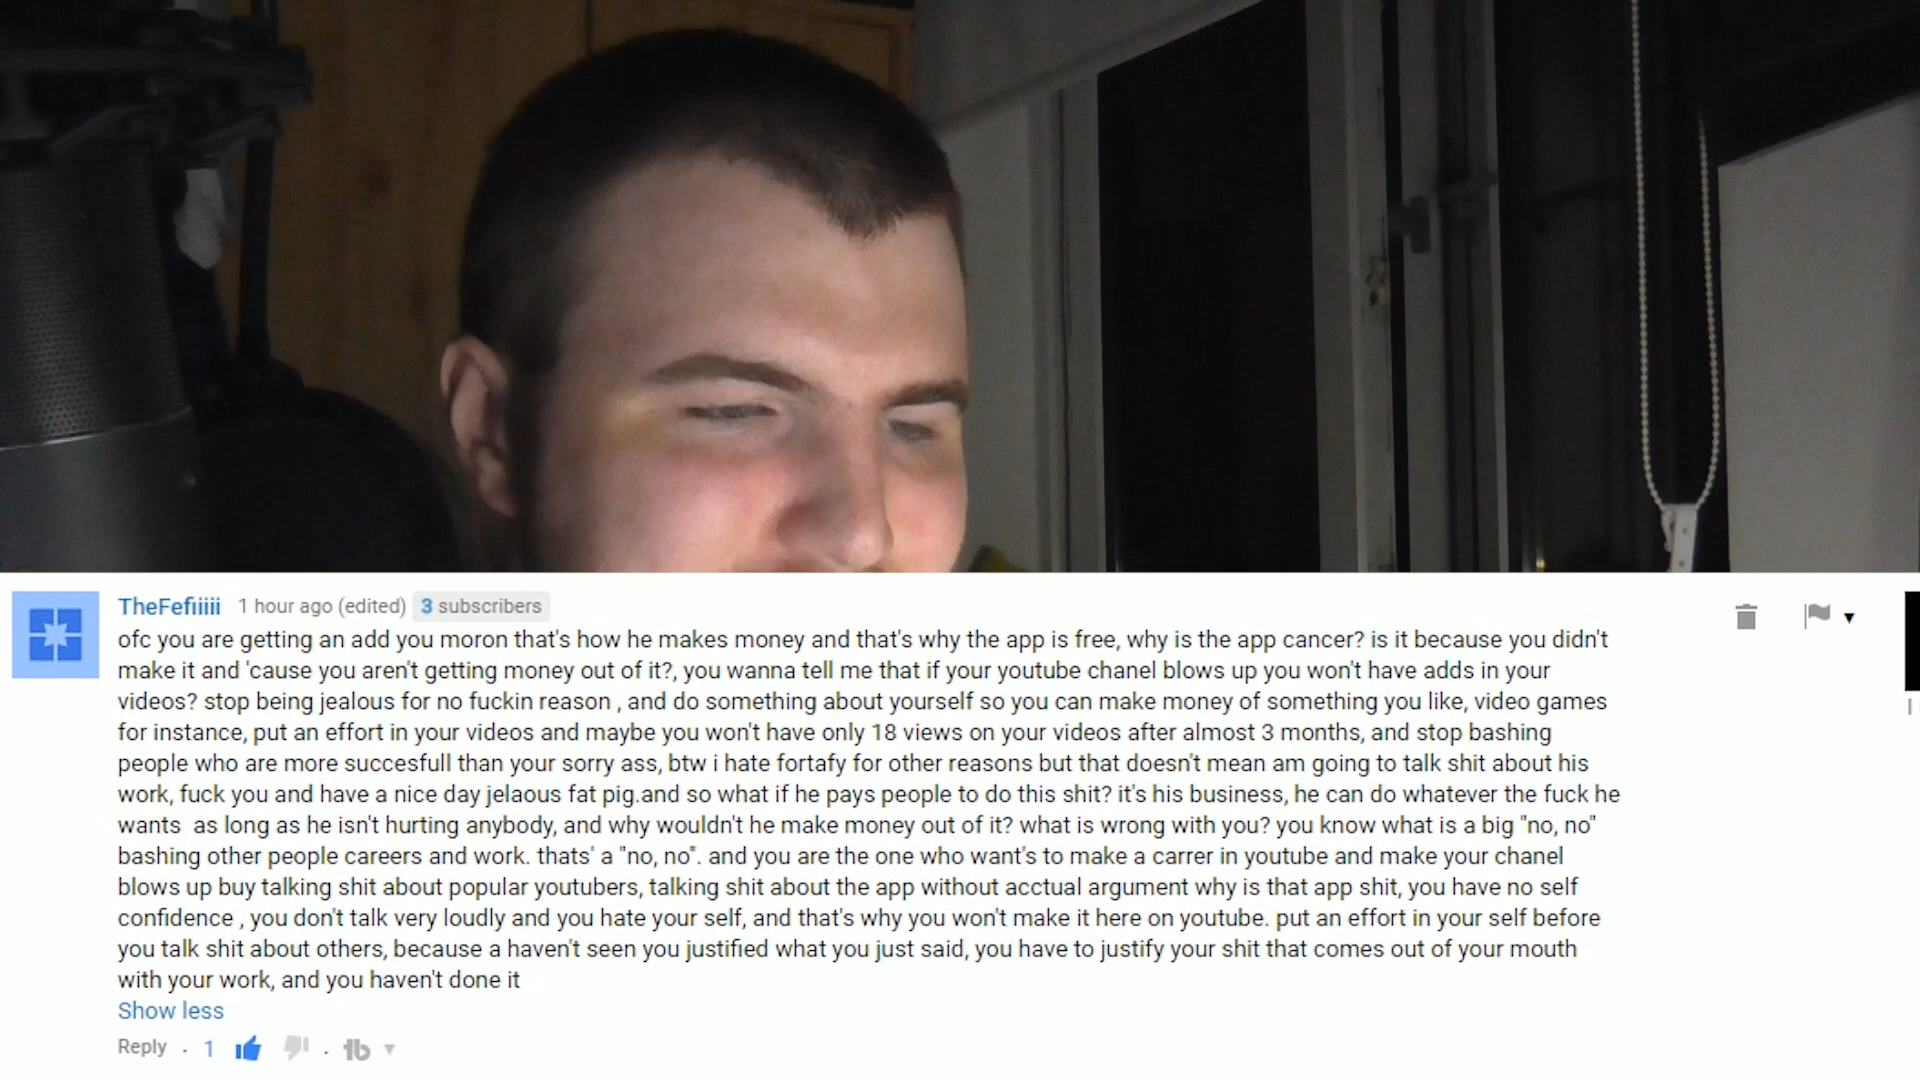 TheFefiiiii 1 hour ago (edited) 3 subscribers
ofc you are getting an add you moron that's how he makes money and that's why the app is free, why is the app cancer? is it because you didn't
make it and 'cause you aren't getting money out of it?, you wanna tell me that if your youtube chanel blows up you won't have adds in your
videos? stop being jealous for no fuckin reason , and do something about yourself so you can make money of something you like, video games
for instance, put an effort in your videos and maybe you won't have only 18 views on your videos after almost 3 months, and stop bashing
people who are more succesfull than your sorry ass, btw i hate fortafy for other reasons but that doesn't mean am going to talk shit about his
work, fuck you and have a nice day jelaous fat pig.and so what if he pays people to do this shit? it's his business, he can do whatever the fuck he
wants as long as he isn't hurting anybody, and why wouldn't he make money out of it? what is wrong with you? you know what is a big "no, no"
bashing other people careers and work. thats' a "no, no". and you are the one who want's to make a carrer in youtube and make your chanel
blows up buy talking shit about popular youtubers, talking shit about the app without acctual argument why is that app shit, you have no self
confidence , you don't talk very loudly and you hate your self, and that's why you won't make it here on youtube. put an effort in your self before
you talk shit about others, because a haven't seen you justified what you just said, you have to justify your shit that comes out of your mouth
with your work, and you haven't done it
Show less
Reply · 1